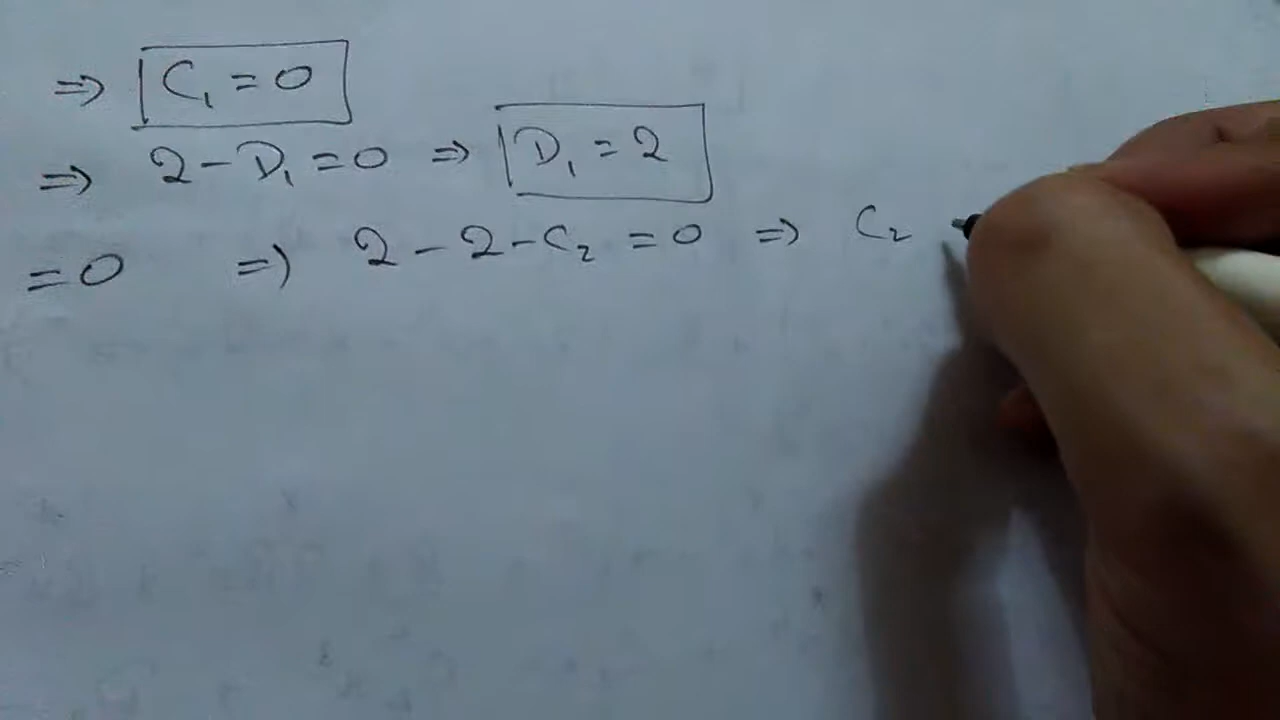 ⇒ C₁ = 0
⇒ 2 - D₁ = 0 ⇒ D₁ = 2
= 0 ⇒ 2 - 2 - C₂ = 0 ⇒ C₂